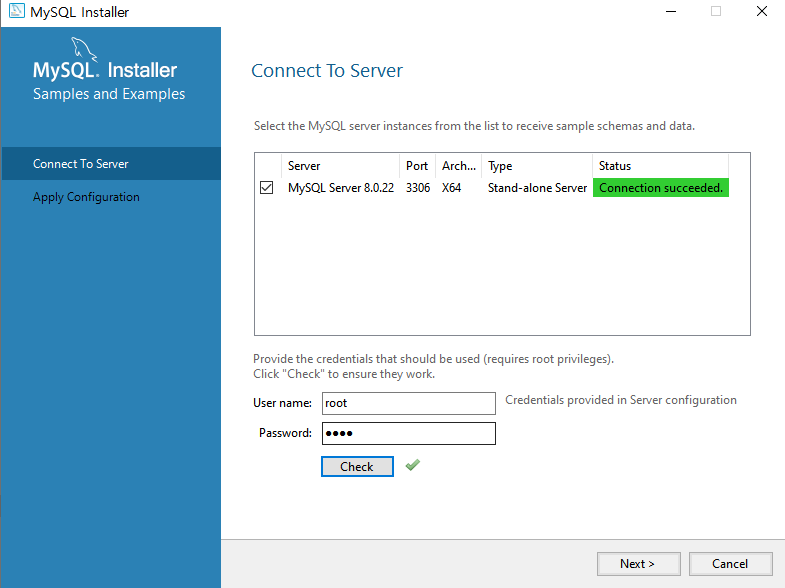 MySQL Installer
MySQL. Installer
Samples and Examples
Connect To Server
Apply Configuration
Connect To Server
Select the MySQL server instances from the list to receive sample schemas and data.
Server Port Arch... Type Status
MySQL Server 8.0.22 3306 X64 Stand-alone Server Connection succeeded.
Provide the credentials that should be used (requires root privileges).
Click "Check" to ensure they work.
User name: root Credentials provided in Server configuration
Password: ●●●●
Check
Next > Cancel